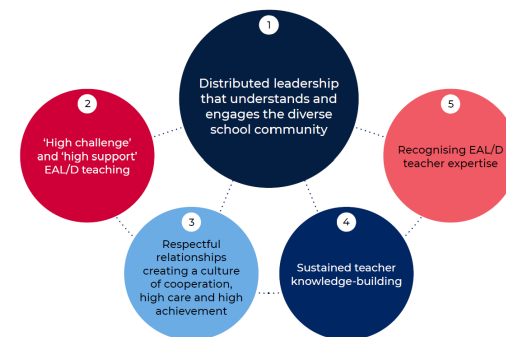 1
Distributed leadership
that understands and
engages the diverse
school community
2
‘High challenge’
and ‘high support’
EAL/D teaching
3
Respectful
relationships
creating a culture
of cooperation,
high care and high
achievement
4
Sustained teacher
knowledge-building
5
Recognising EAL/D
teacher expertise